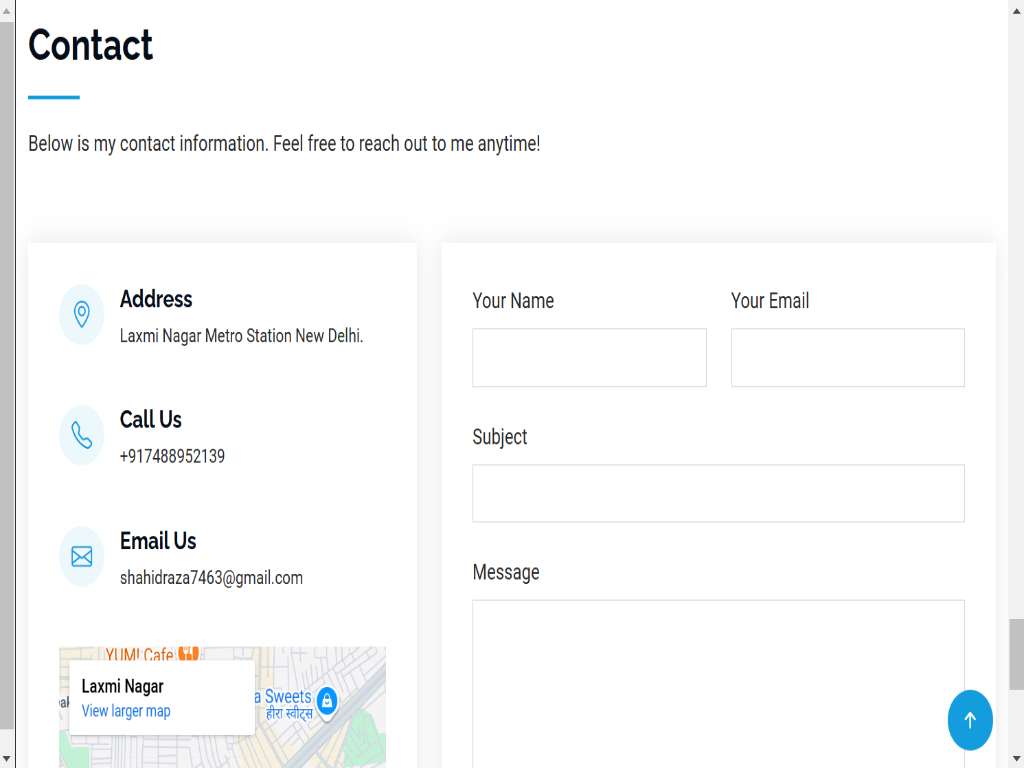 Contact
Below is my contact information. Feel free to reach out to me anytime!
Address
Laxmi Nagar Metro Station New Delhi.
Call Us
+917488952139
Email Us
shahidraza7463@gmail.com
YUM! Cafe
Laxmi Nagar
View larger map
a Sweets
हीरा स्वीट्स
Your Name
Your Email
Subject
Message